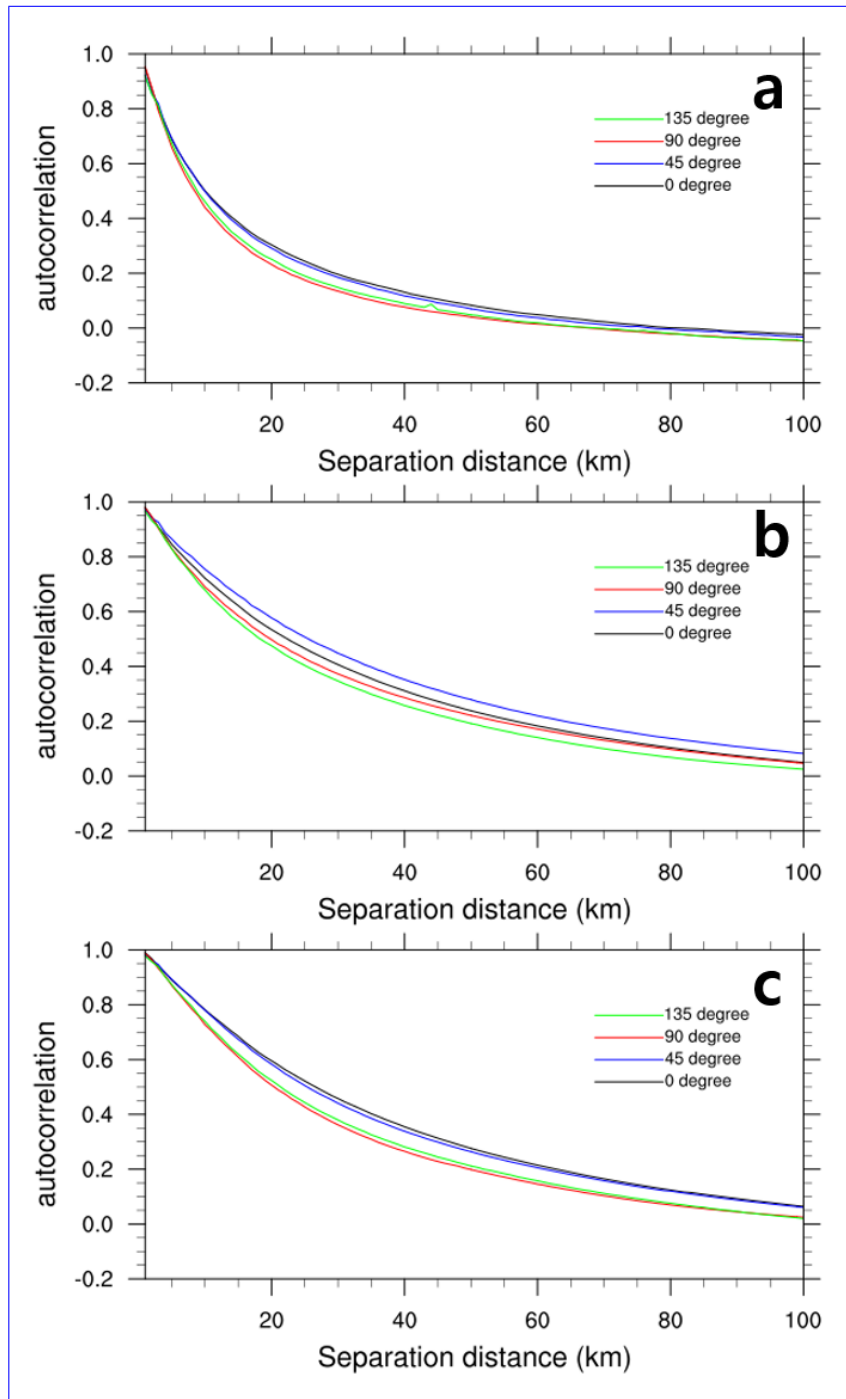 a
1.0
0.8
0.6
0.4
0.2
0.0
-0.2
autocorrelation
135 degree
90 degree
45 degree
0 degree
20 40 60 80 100
Separation distance (km)
b
1.0
0.8
0.6
0.4
0.2
0.0
-0.2
autocorrelation
135 degree
90 degree
45 degree
0 degree
20 40 60 80 100
Separation distance (km)
c
1.0
0.8
0.6
0.4
0.2
0.0
-0.2
autocorrelation
135 degree
90 degree
45 degree
0 degree
20 40 60 80 100
Separation distance (km)